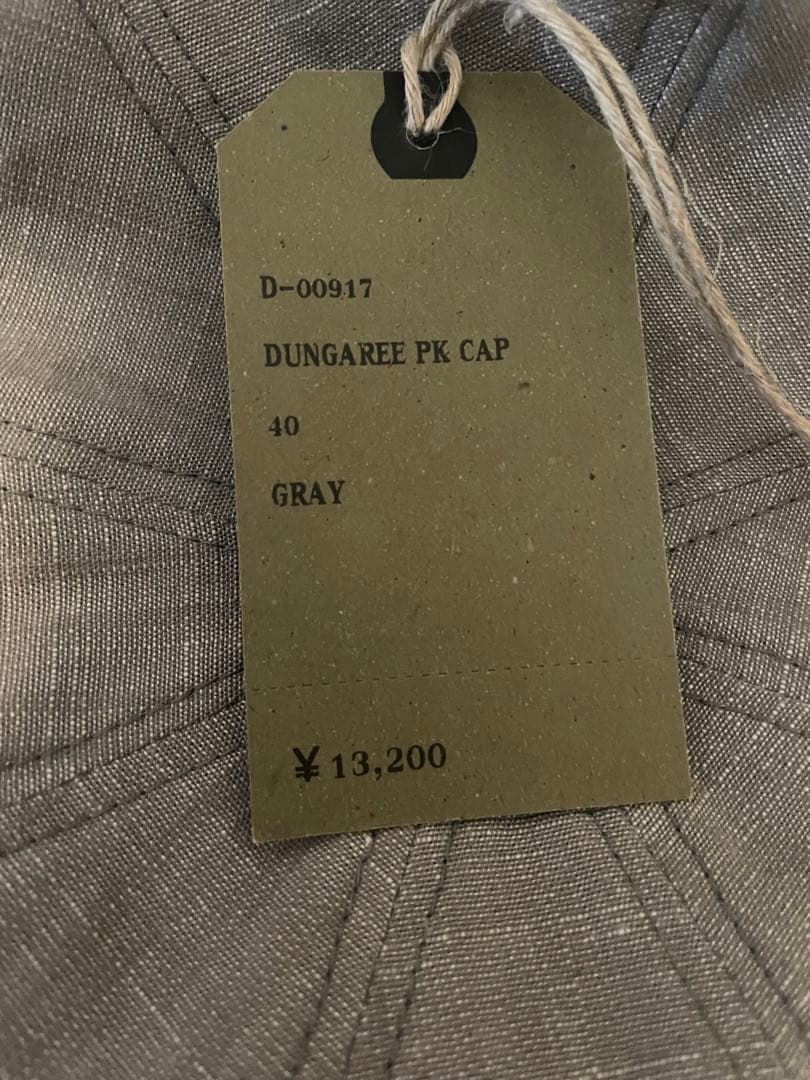 D-00917
DUNGAREE PK CAP
40
GRAY
¥13,200